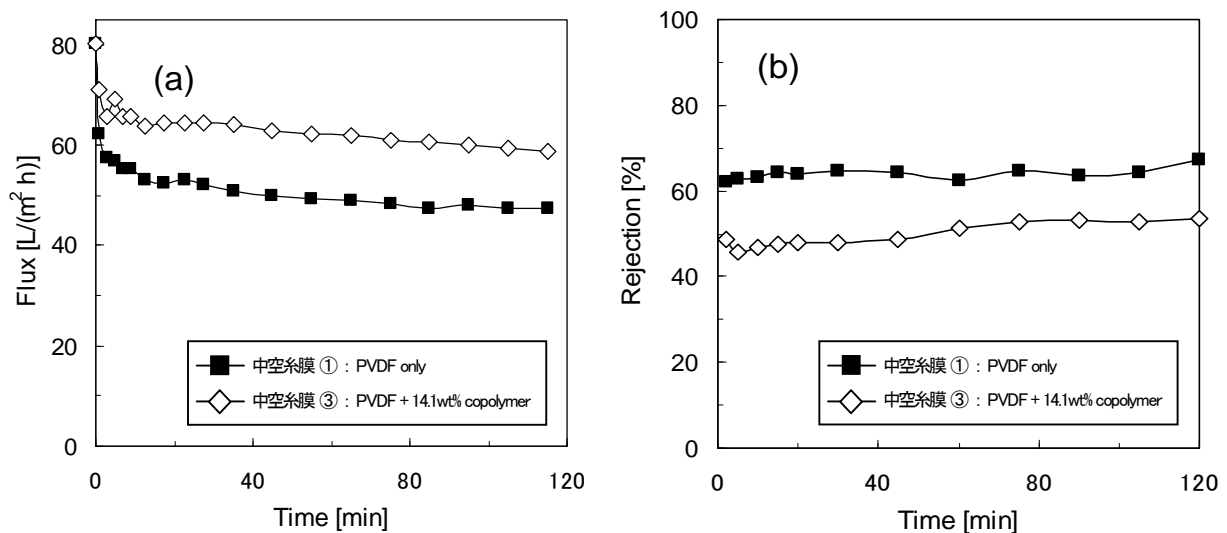 (a)
Flux [L/(m² h)]
80
60
40
20
0
0 40 80 120
Time [min]
中空糸膜 ① : PVDF only
中空糸膜 ③ : PVDF + 14.1wt% copolymer
(b)
Rejection [%]
100
80
60
40
20
0
0 40 80 120
Time [min]
中空糸膜 ① : PVDF only
中空糸膜 ③ : PVDF + 14.1wt% copolymer